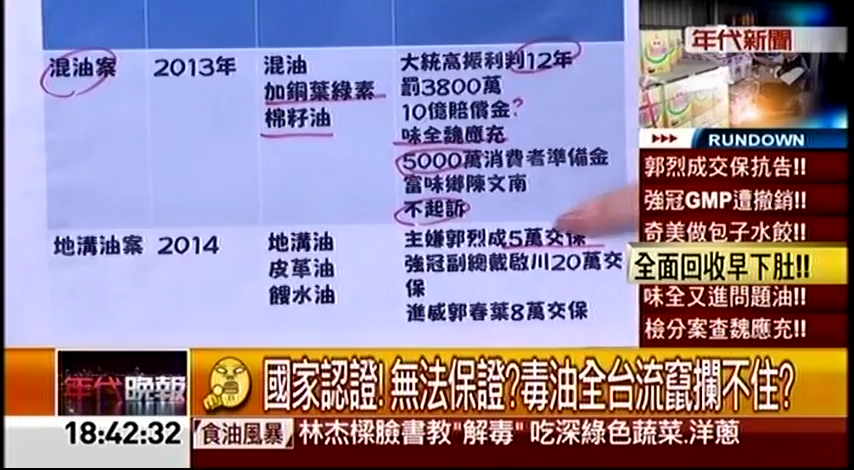 混油案
2013年
混油
加銅葉綠素
棉籽油
大統高振利判12年
罰3800萬
10億賠償金?
味全魏應充
5000萬消費者準備金
富味鄉陳文南
不起訴
地溝油案
2014
地溝油
皮革油
餿水油
主嫌郭烈成5萬交保
強冠副總戴啟川20萬交
保
進威郭春葉8萬交保
年代新聞
RUNDOWN
郭烈成交保抗告!!
強冠GMP遭撤銷!!
奇美做包子水餃!!
全面回收早下肚!!
味全又進問題油!!
檢分案查魏應充!!
年代晚報
國家認證!無法保證?毒油全台流竄攔不住?
18:42:32
食油風暴
林杰樑臉書教"解毒" 吃深綠色蔬菜.洋蔥